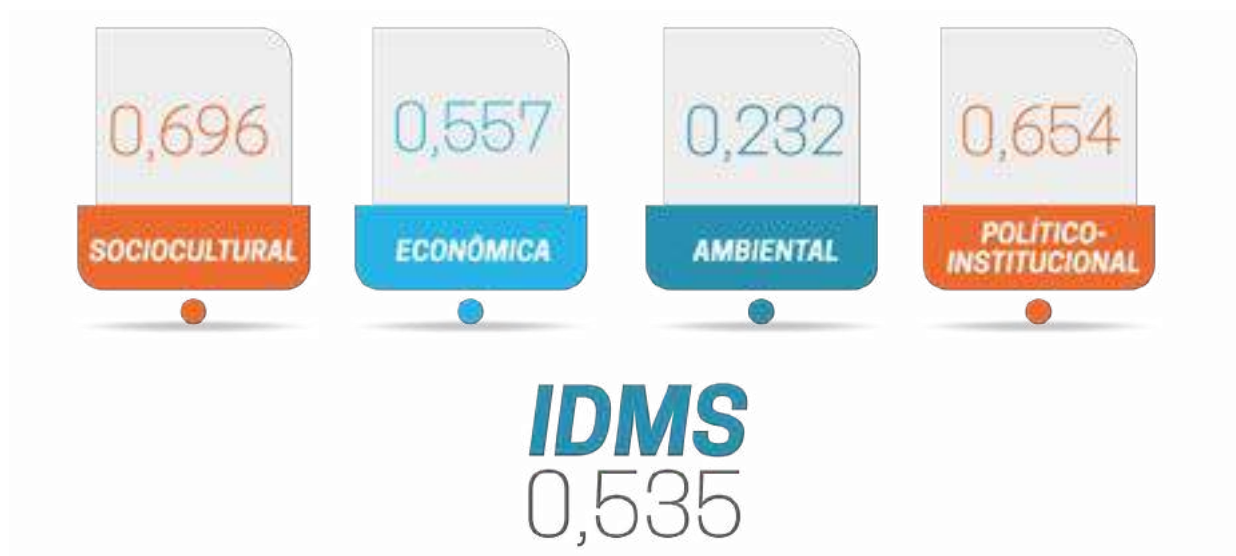 0,696
0,557
0,232
0,654
SOCIOCULTURAL
ECONÔMICA
AMBIENTAL
POLÍTICO-
INSTITUCIONAL
IDMS
0,535